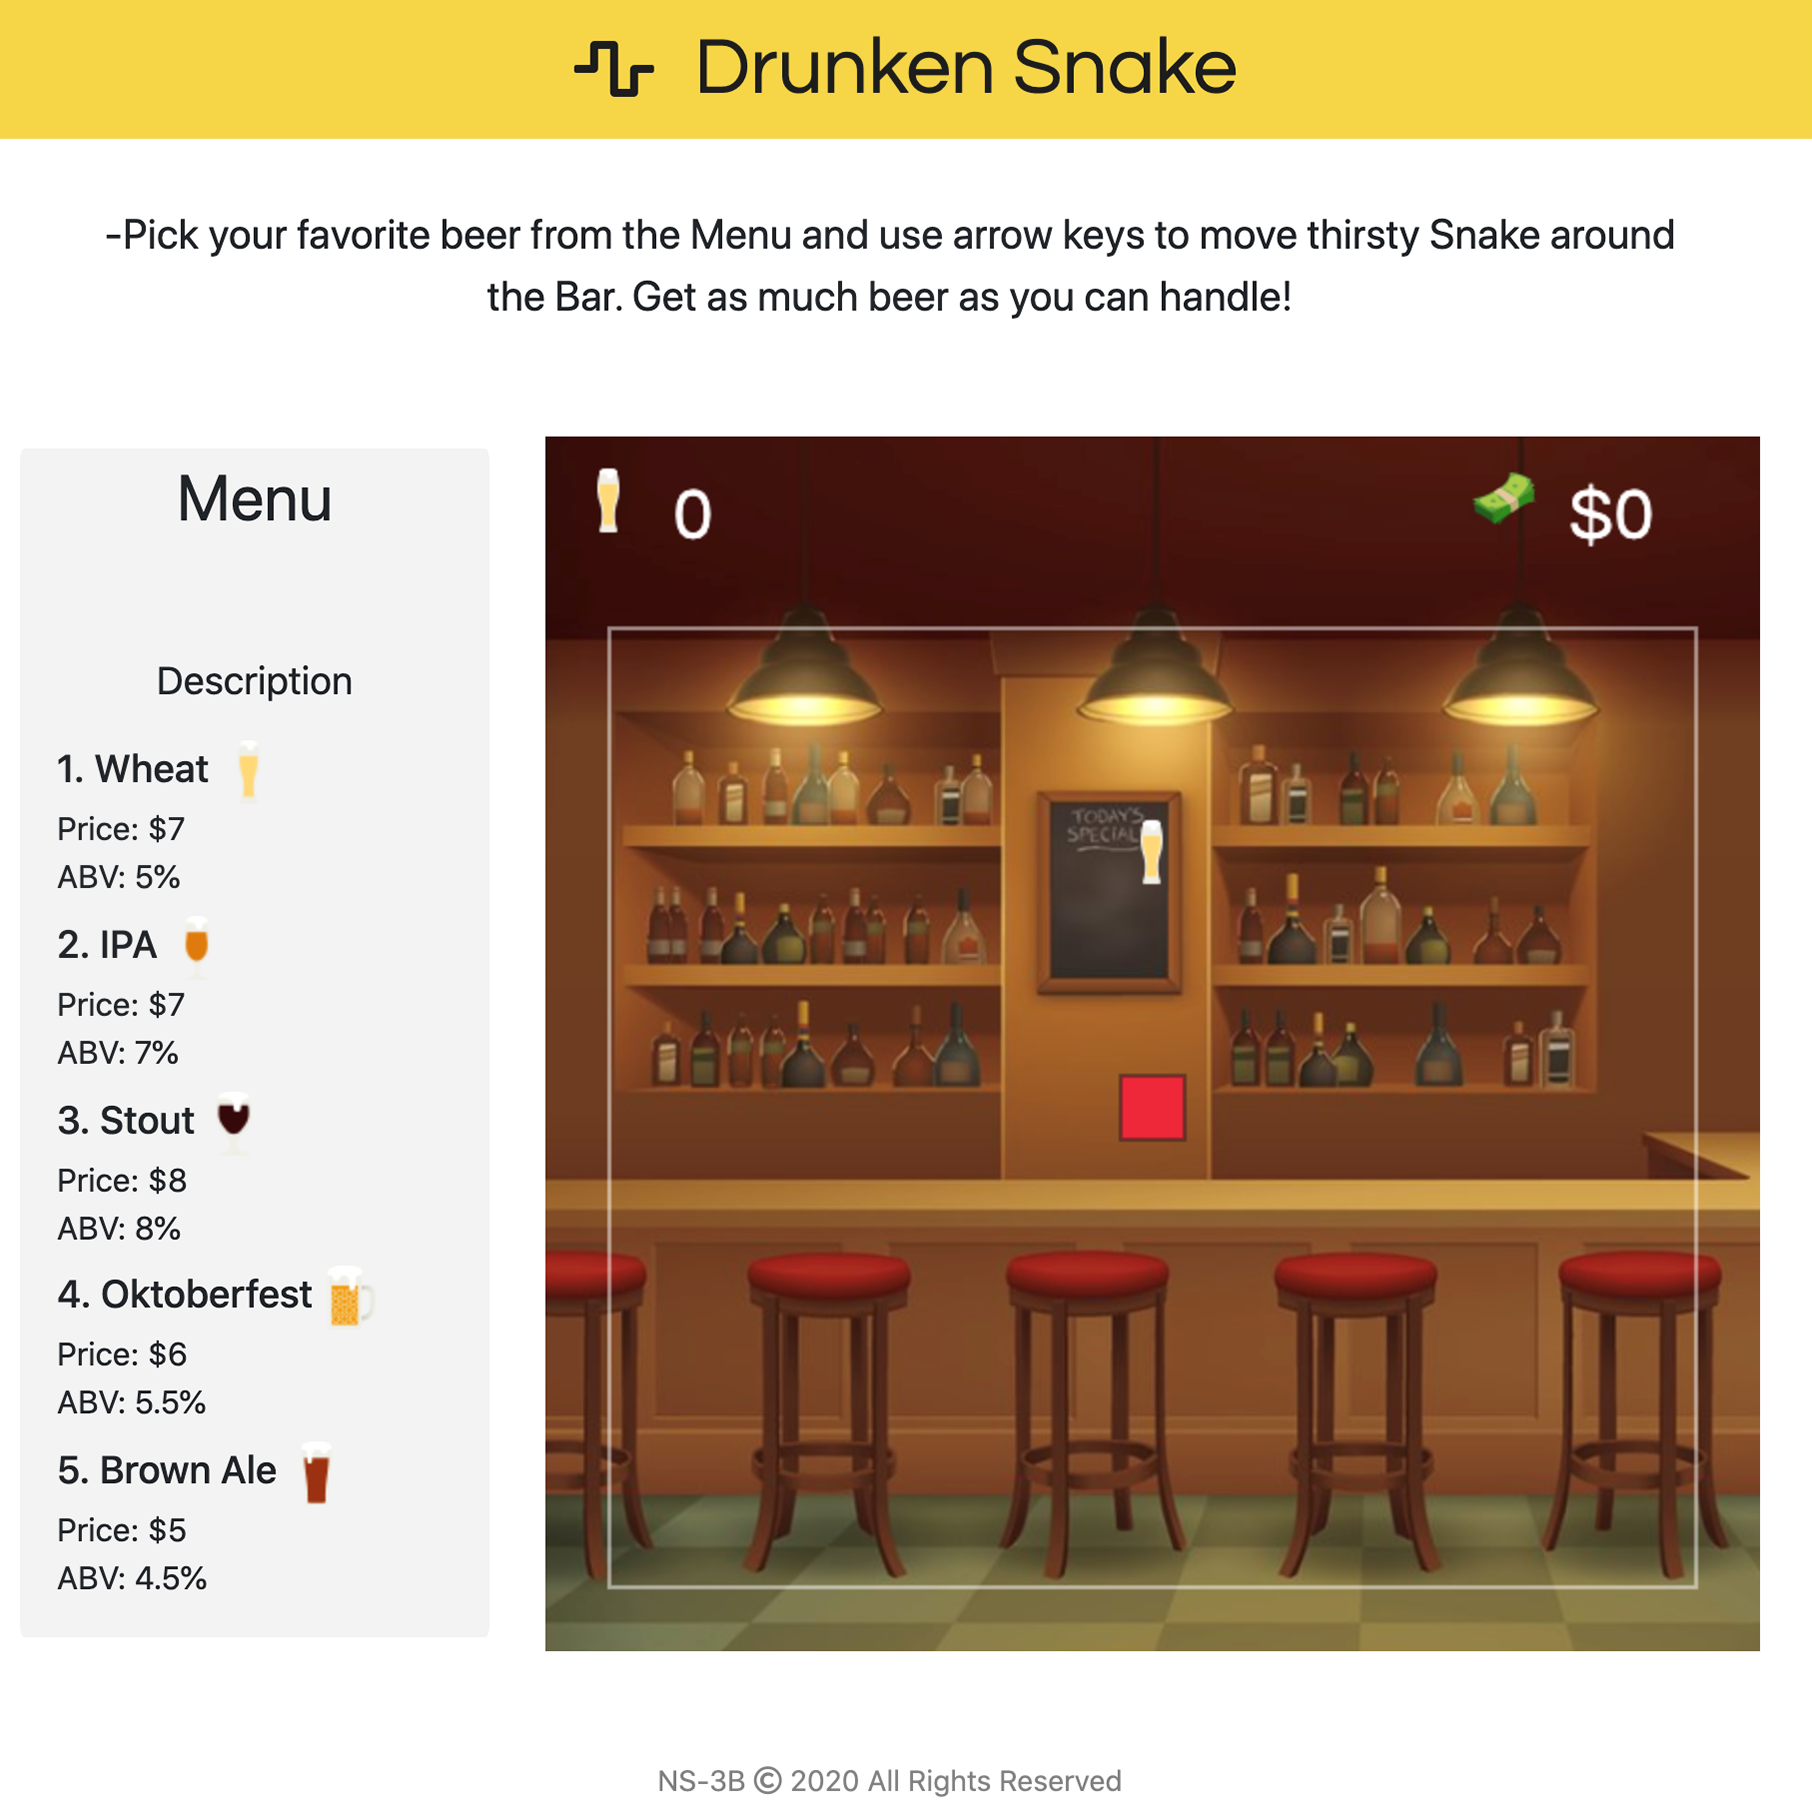 Drunken Snake
-Pick your favorite beer from the Menu and use arrow keys to move thirsty Snake around
the Bar. Get as much beer as you can handle!
Menu
Description
1. Wheat
Price: $7
ABV: 5%
2. IPA
Price: $7
ABV: 7%
3. Stout
Price: $8
ABV: 8%
4. Oktoberfest
Price: $6
ABV: 5.5%
5. Brown Ale
Price: $5
ABV: 4.5%
0
$0
TODAY'S
SPECIAL
NS-3B © 2020 All Rights Reserved